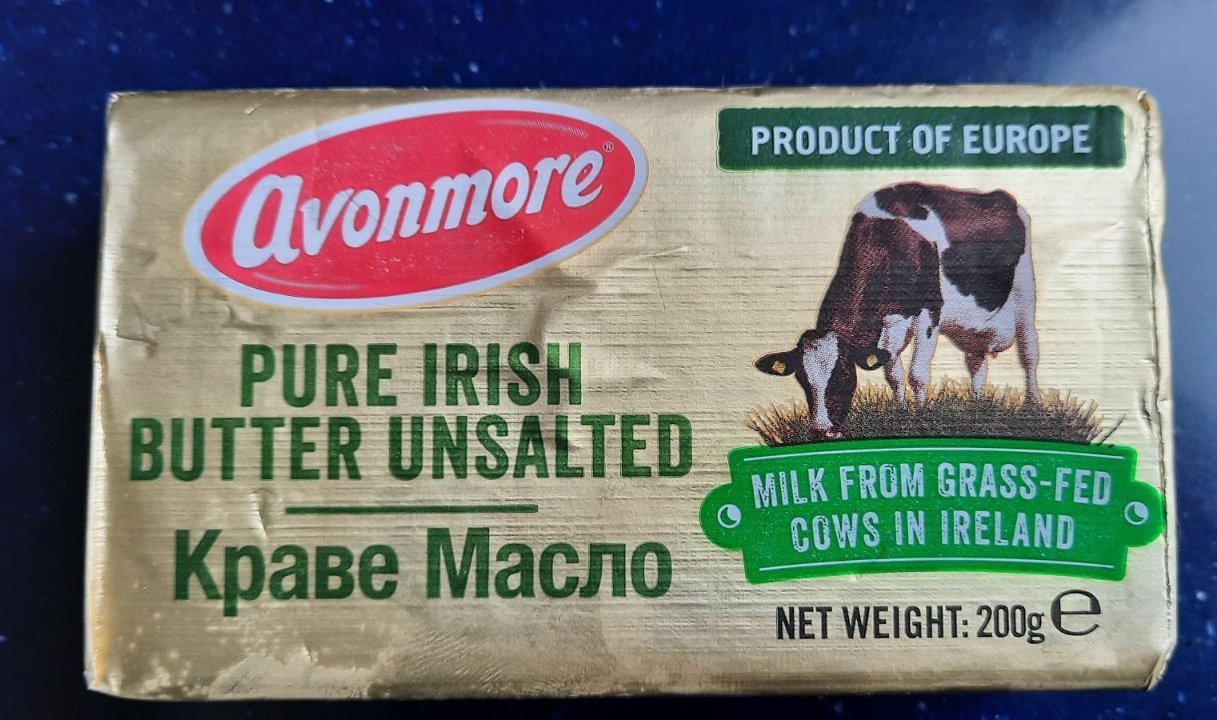 avonmore®
PURE IRISH
BUTTER UNSALTED
Краве Масло
PRODUCT OF EUROPE
MILK FROM GRASS-FED
COWS IN IRELAND
NET WEIGHT: 200g ℮